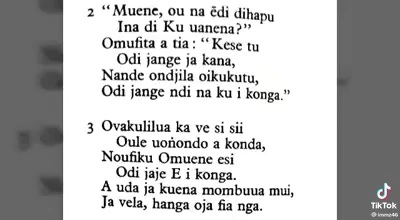 2 “Muene, ou na ēdi dihapu
Ina di Ku uanena?”
Omufita a tia: “Kese tu
Odi jange ja kana,
Nande ondjila oikukutu,
Odi jange ndi na ku i konga.”
3 Ovakulilua ka ve si sii
Oule uoṅondo a konda,
Noufiku Omuene esi
Odi jaje E i konga.
A uda ja kuena mombuua mui,
Ja vela, hanga oja fia nga.
TikTok
@lmmp46